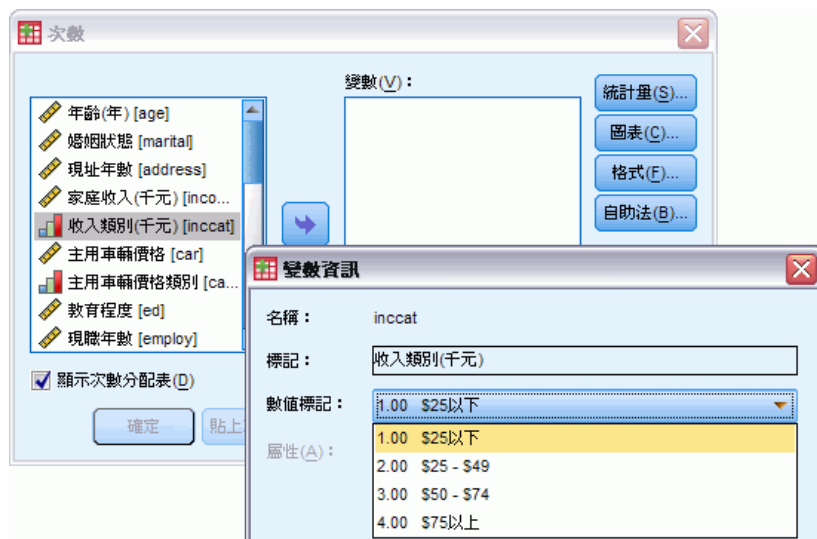 次數
變數(V)：
年齡(年) [age]
婚姻狀態 [marital]
現址年數 [address]
家庭收入(千元) [inco...
收入類別(千元) [inccat]
主用車輛價格 [car]
主用車輛價格類別 [ca...
教育程度 [ed]
現職年數 [employ]
統計量(S)...
圖表(C)...
格式(F)...
自助法(B)...
顯示次數分配表(D)
確定
貼上
變數資訊
名稱： inccat
標記： 收入類別(千元)
數值標記： 1.00 $25以下
1.00 $25以下
2.00 $25 - $49
3.00 $50 - $74
4.00 $75以上
屬性(A)：